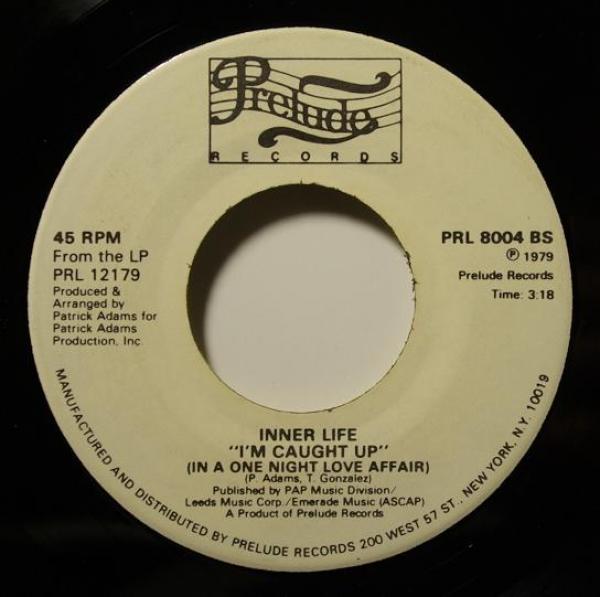 Prelude
RECORDS
45 RPM
From the LP
PRL 12179
Produced &
Arranged by
Patrick Adams for
Patrick Adams
Production, Inc.
PRL 8004 BS
℗ 1979
Prelude Records
Time: 3:18
INNER LIFE
"I'M CAUGHT UP"
(IN A ONE NIGHT LOVE AFFAIR)
(P. Adams, T. Gonzalez)
Published by PAP Music Division/
Leeds Music Corp./Emerade Music (ASCAP)
A Product of Prelude Records
MANUFACTURED AND DISTRIBUTED BY PRELUDE RECORDS 200 WEST 57 ST., NEW YORK, N.Y. 10019